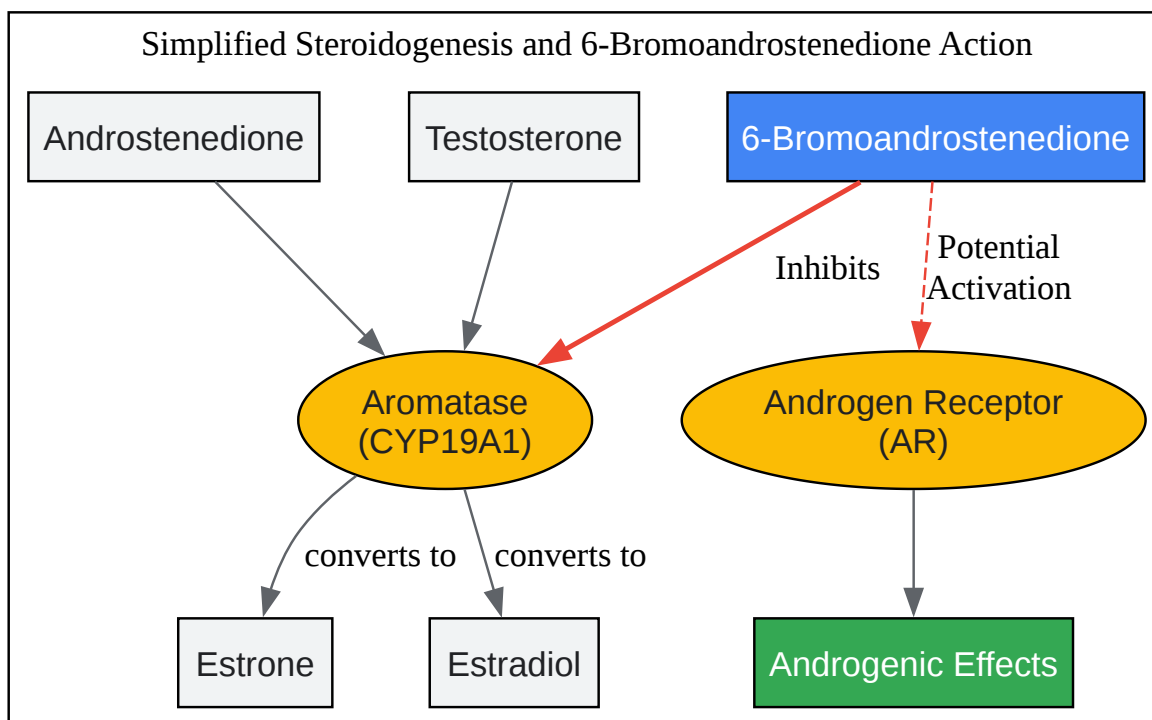 Simplified Steroidogenesis and 6-Bromoandrostenedione Action
Androstenedione
Testosterone
6-Bromoandrostenedione
Inhibits
Potential
Activation
Aromatase
(CYP19A1)
Androgen Receptor
(AR)
converts to
converts to
Estrone
Estradiol
Androgenic Effects